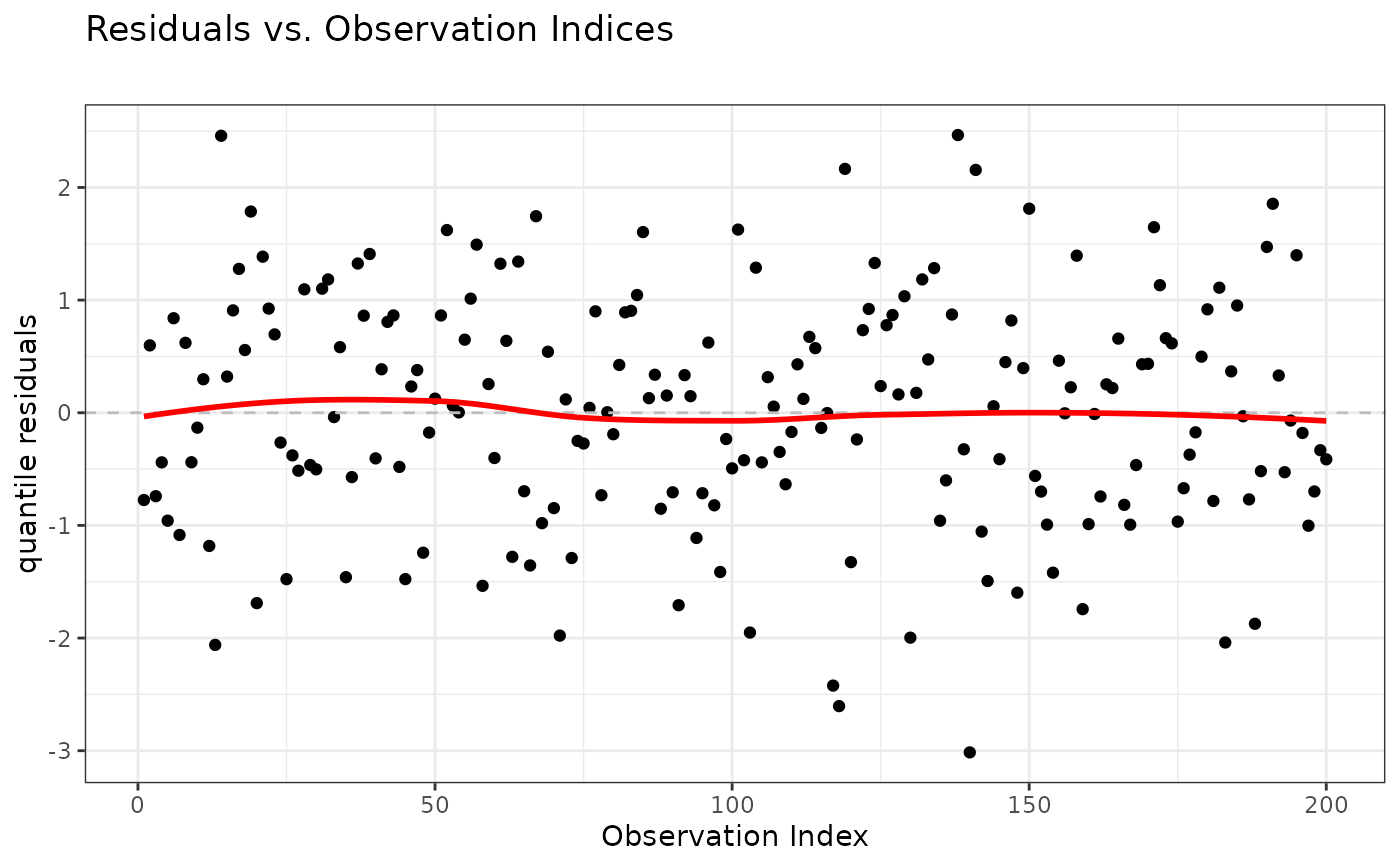 Residuals vs. Observation Indices
quantile residuals
2
1
0
-1
-2
-3
0 50 100 150 200
Observation Index